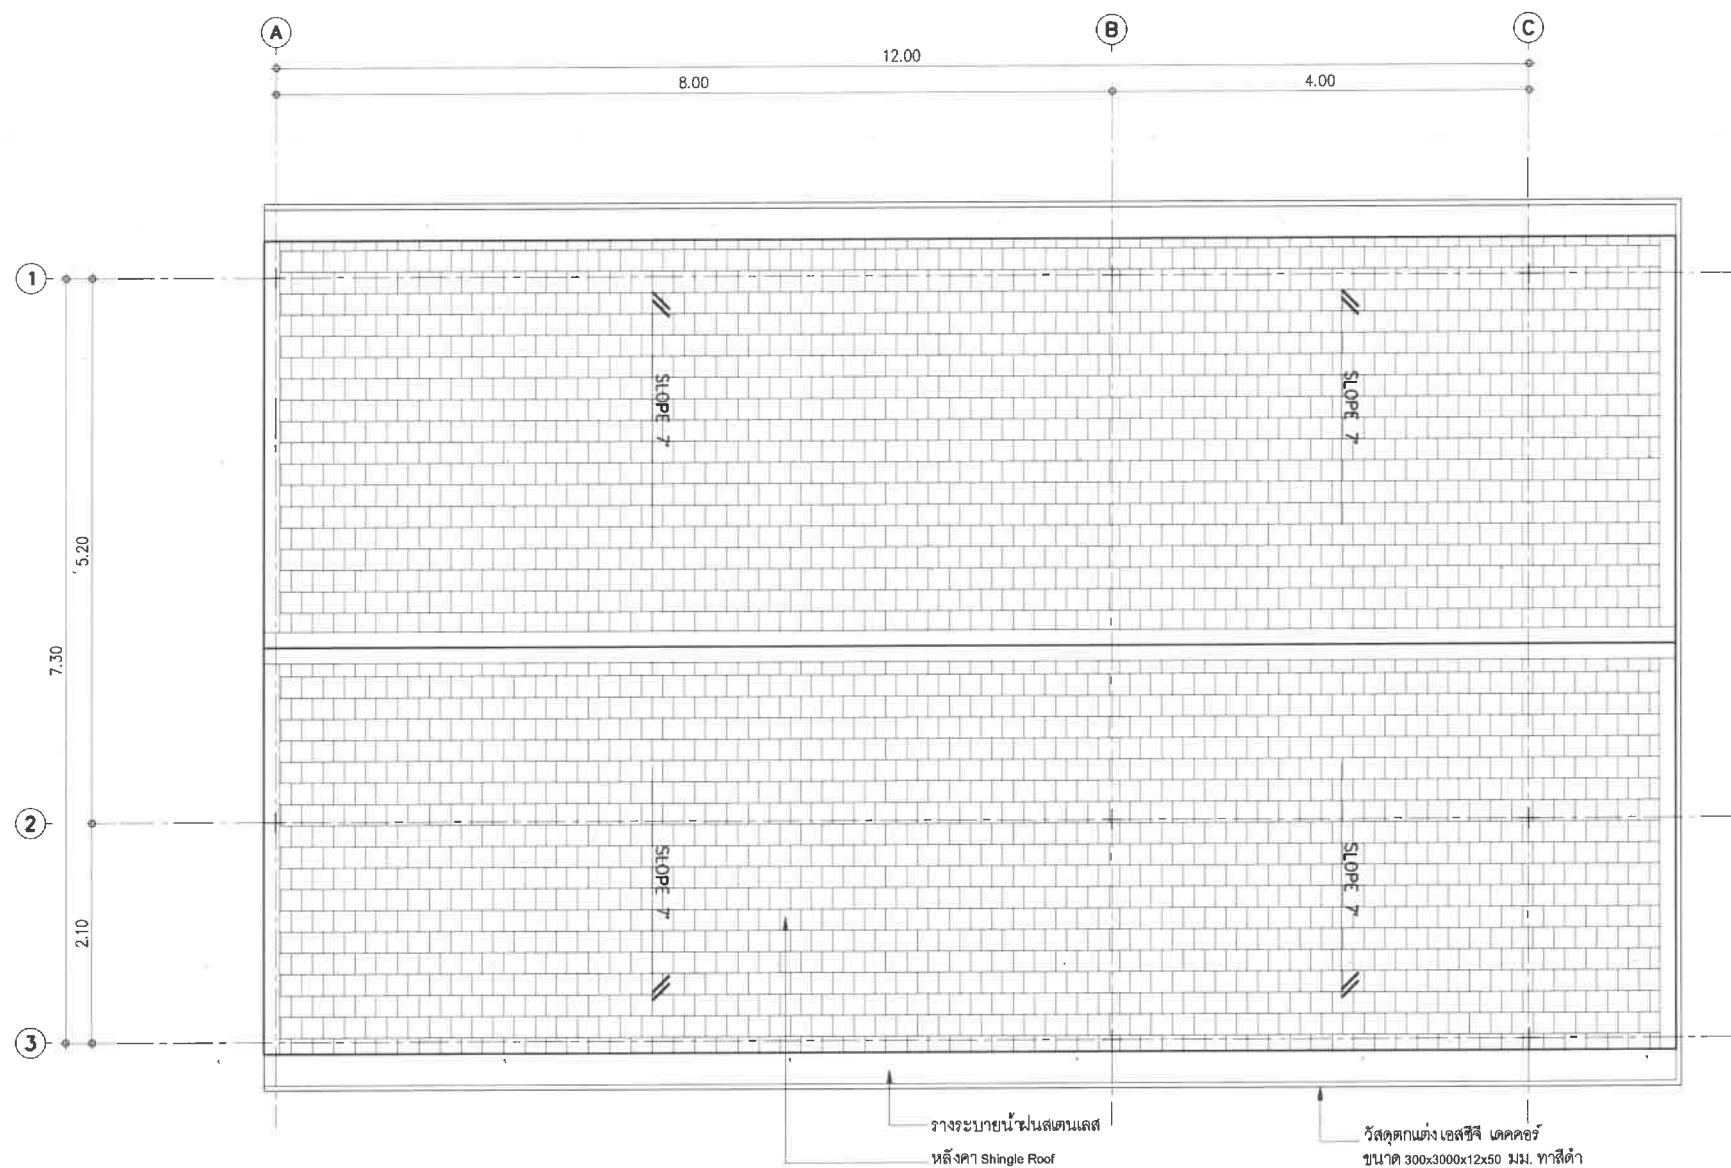 A
B
C
12.00
8.00
4.00
1
SLOPE 7°
SLOPE 7°
5.20
7.30
2
SLOPE 7°
SLOPE 7°
2.10
3
รางระบายน้ำฝนสเตนเลส
หลังคา Shingle Roof
วัสดุตกแต่ง เอสซีจี เดคคอร์
ขนาด 300x3000x12x50 มม. ทาสีดำ